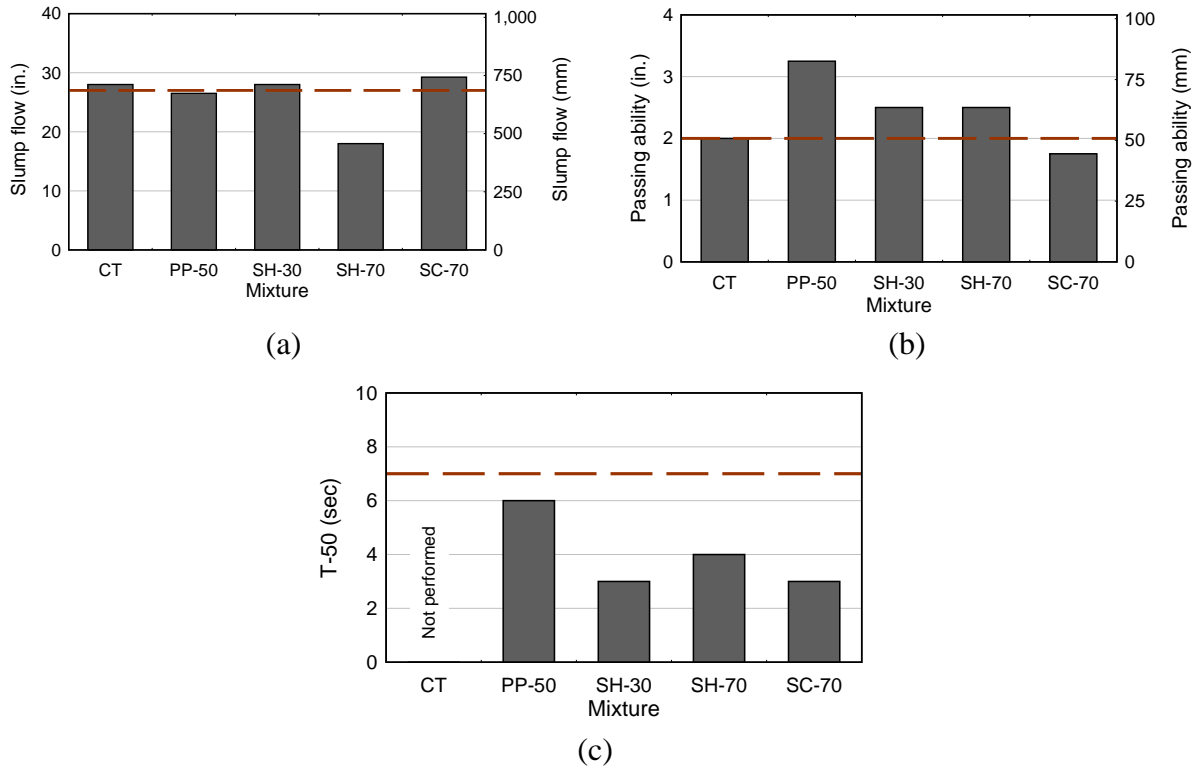 40
30
20
10
0
Slump flow (in.)
1,000
750
500
250
0
Slump flow (mm)
CT PP-50 SH-30 SH-70 SC-70
Mixture
(a)
4
3
2
1
0
Passing ability (in.)
100
75
50
25
0
Passing ability (mm)
CT PP-50 SH-30 SH-70 SC-70
Mixture
(b)
10
8
6
4
2
0
T-50 (sec)
Not performed
CT PP-50 SH-30 SH-70 SC-70
Mixture
(c)